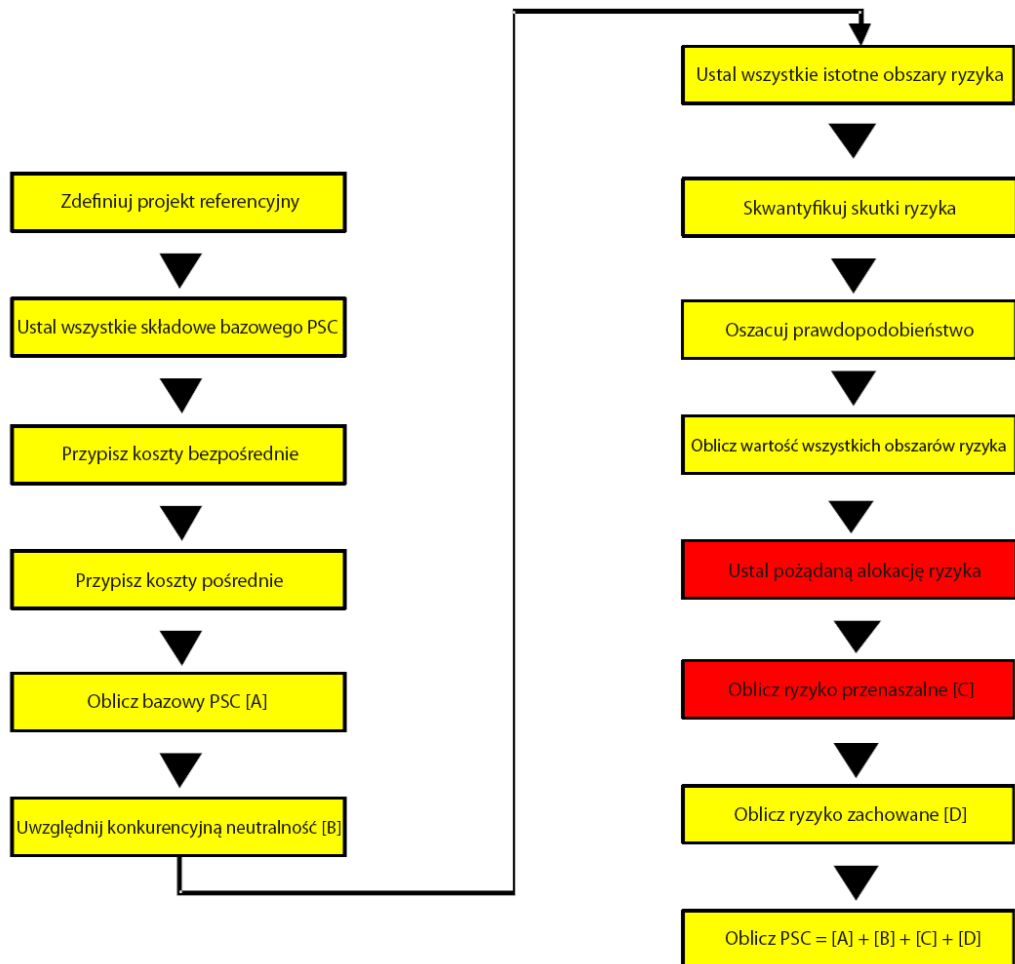 Zdefiniuj projekt referencyjny
Ustal wszystkie składowe bazowego PSC
Przypisz koszty bezpośrednie
Przypisz koszty pośrednie
Oblicz bazowy PSC [A]
Uwzględnij konkurencyjną neutralność [B]
Ustal wszystkie istotne obszary ryzyka
Skwantyfikuj skutki ryzyka
Oszacuj prawdopodobieństwo
Oblicz wartość wszystkich obszarów ryzyka
Ustal pożądaną alokację ryzyka
Oblicz ryzyko przenaszalne [C]
Oblicz ryzyko zachowane [D]
Oblicz PSC = [A] + [B] + [C] + [D]